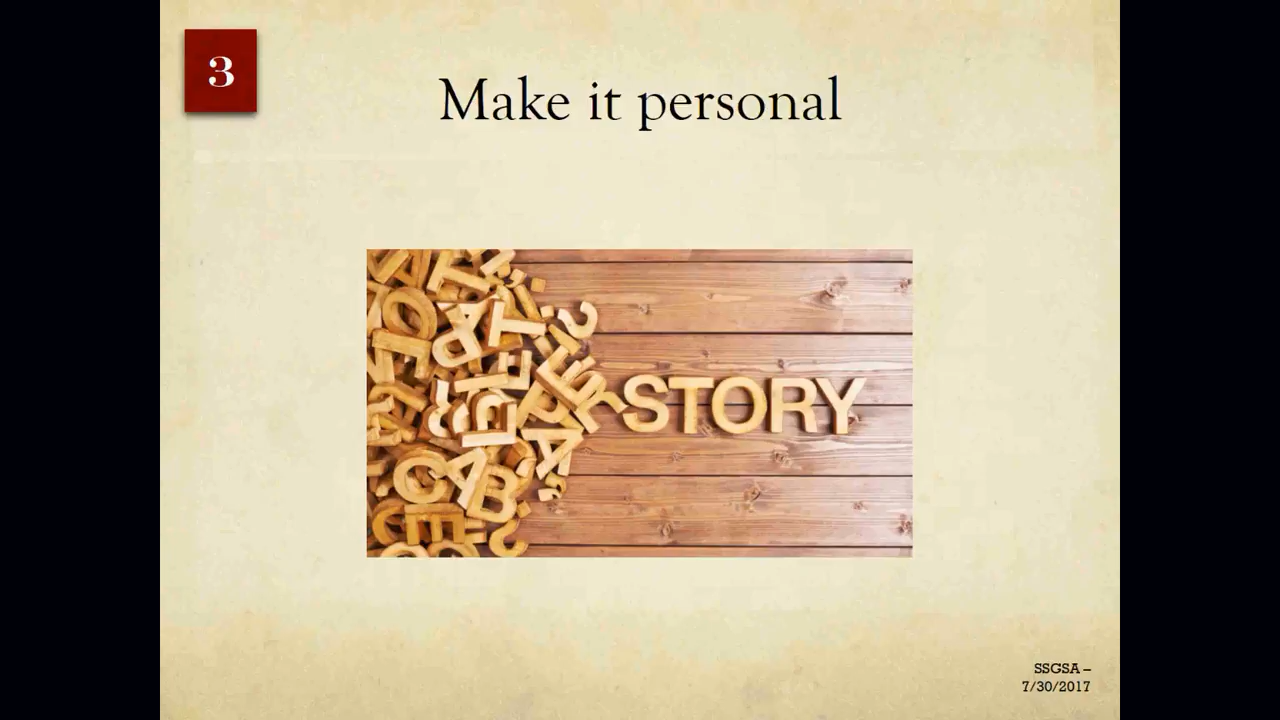 3
Make it personal
STORY
SSGSA –
7/30/2017